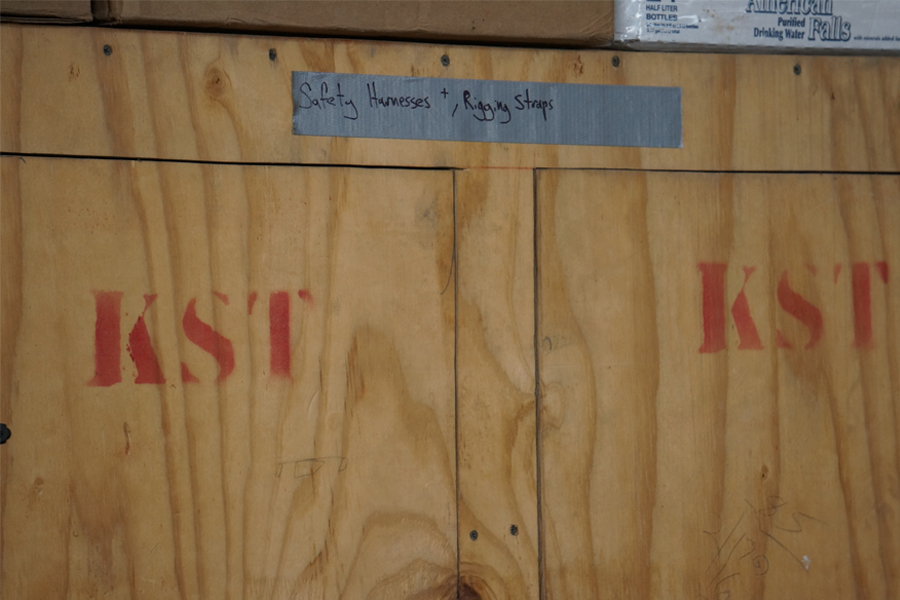 HALF LITER
BOTTLES
American
Purified
Drinking Water Falls
Safety Harnesses +, Rigging Straps
KST KST